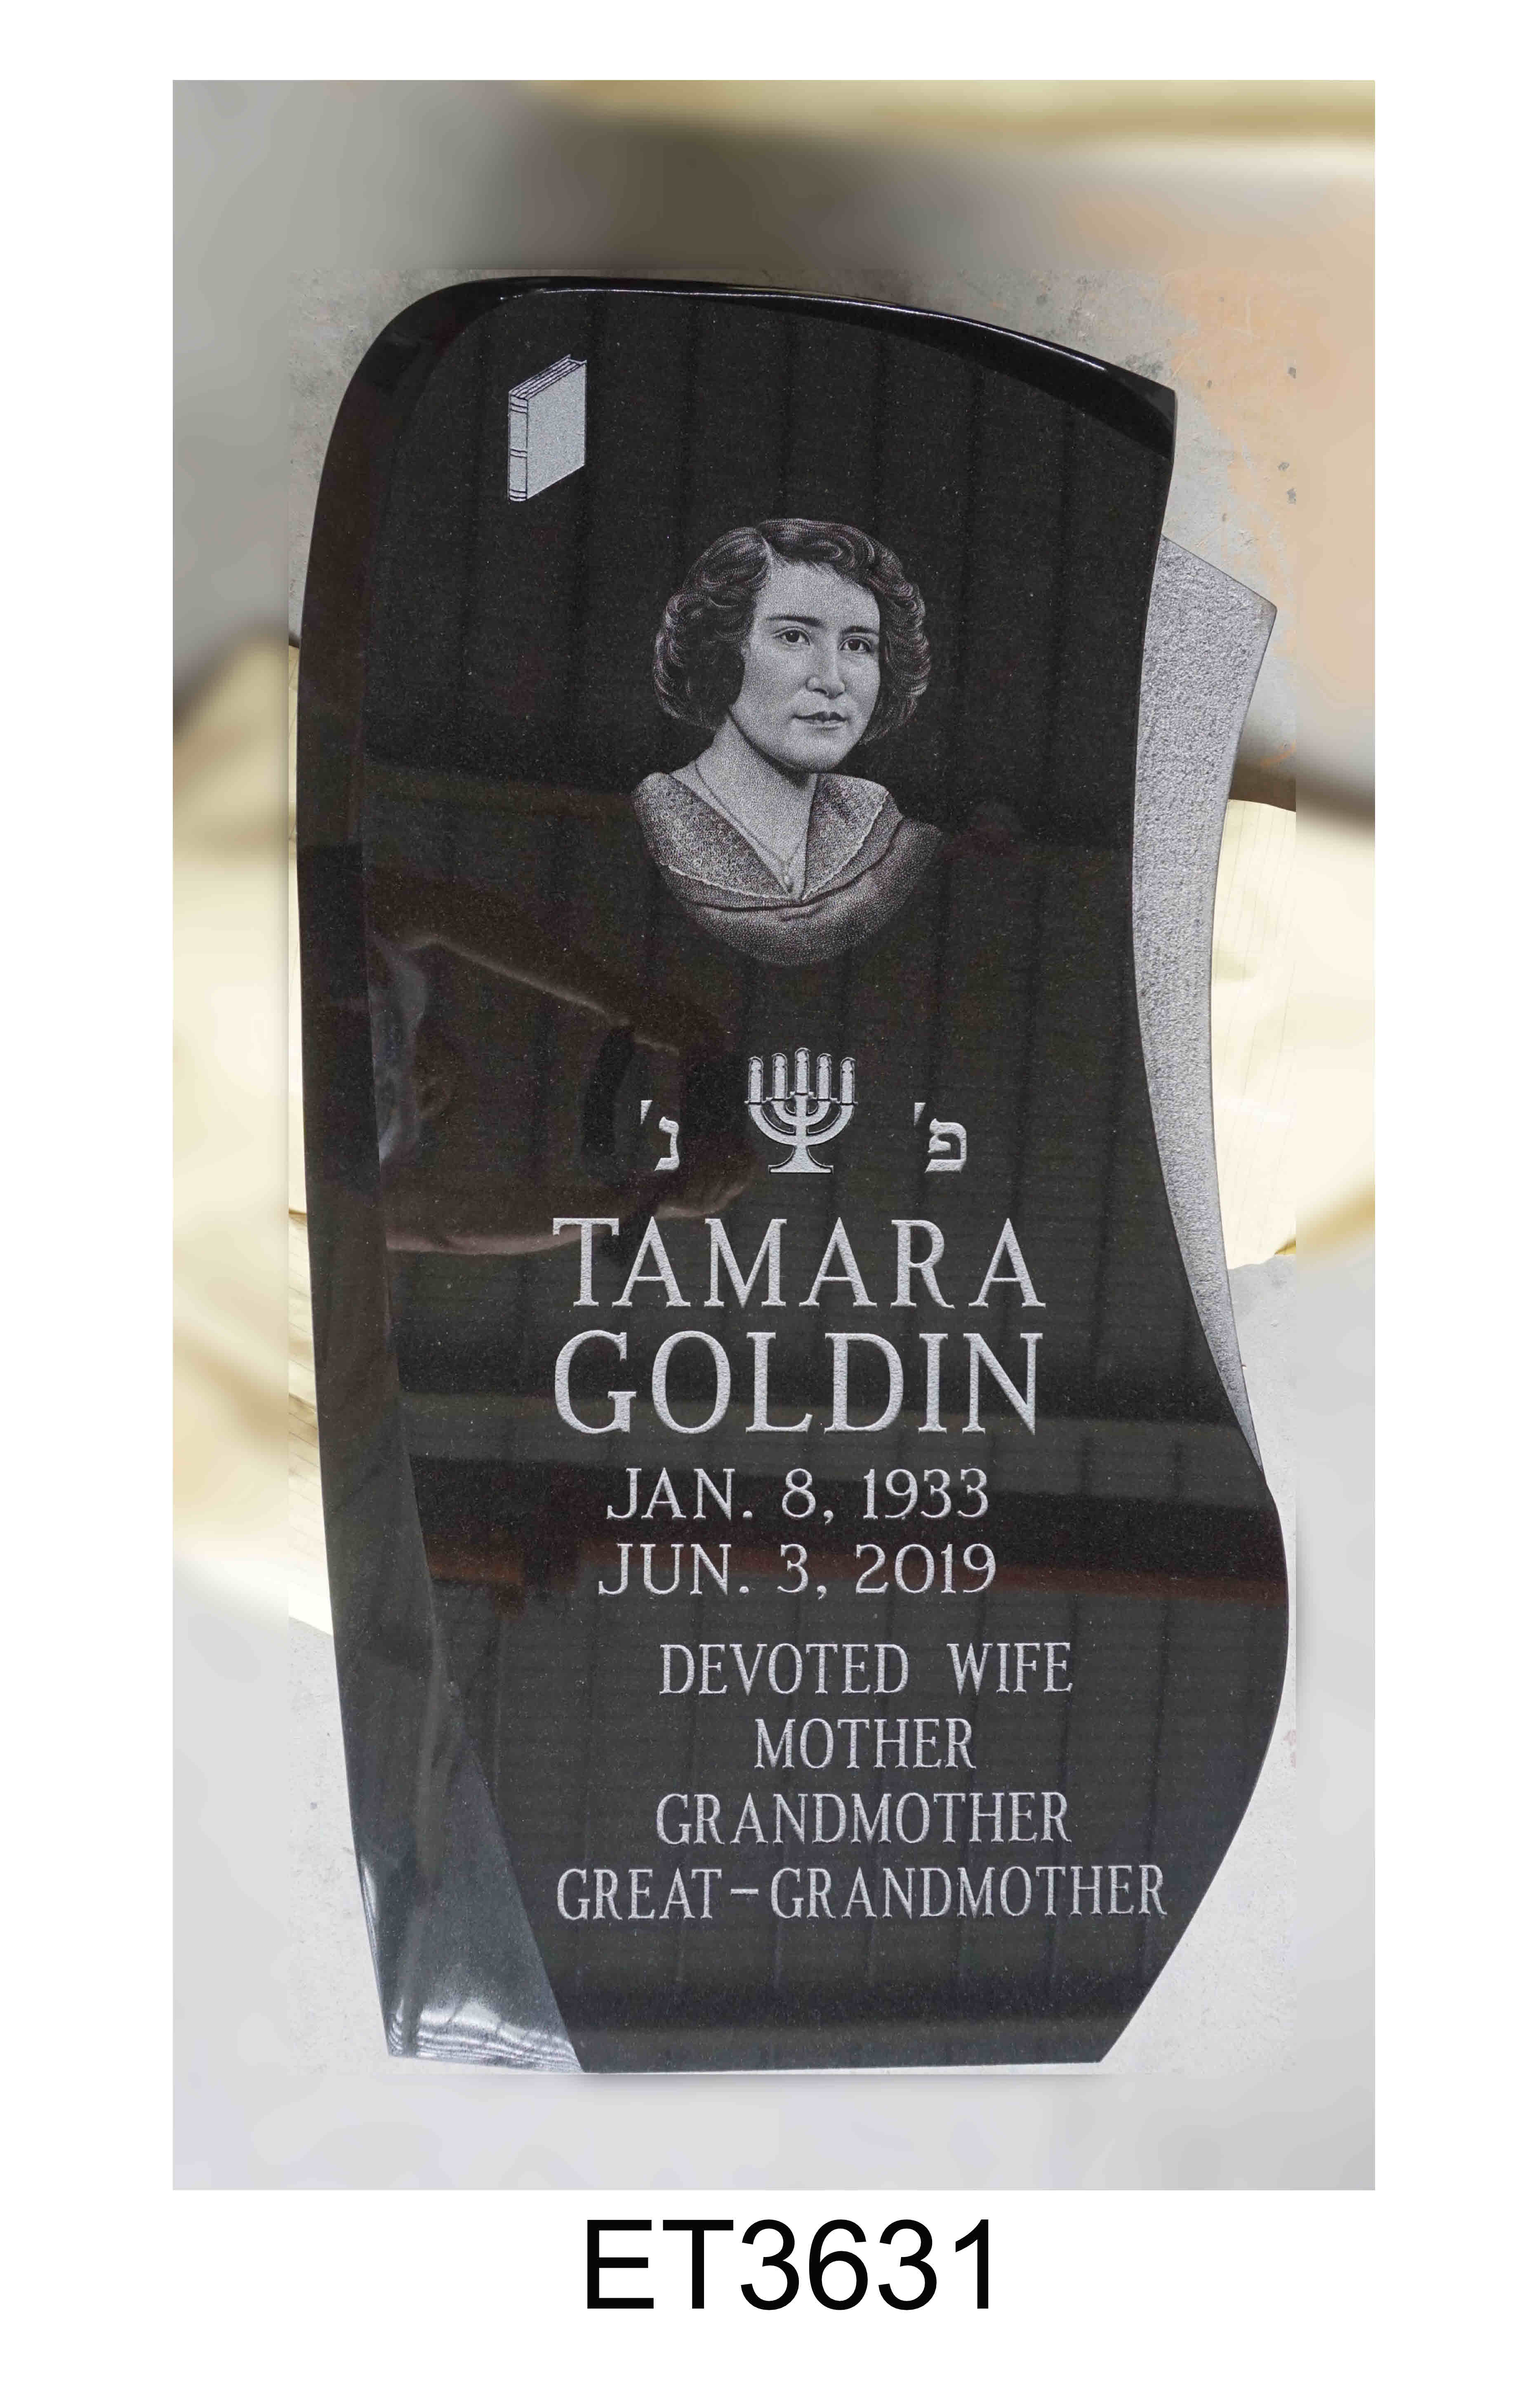 פ' נ'
TAMARA
GOLDIN
JAN. 8, 1933
JUN. 3, 2019
DEVOTED WIFE
MOTHER
GRANDMOTHER
GREAT-GRANDMOTHER
ET3631